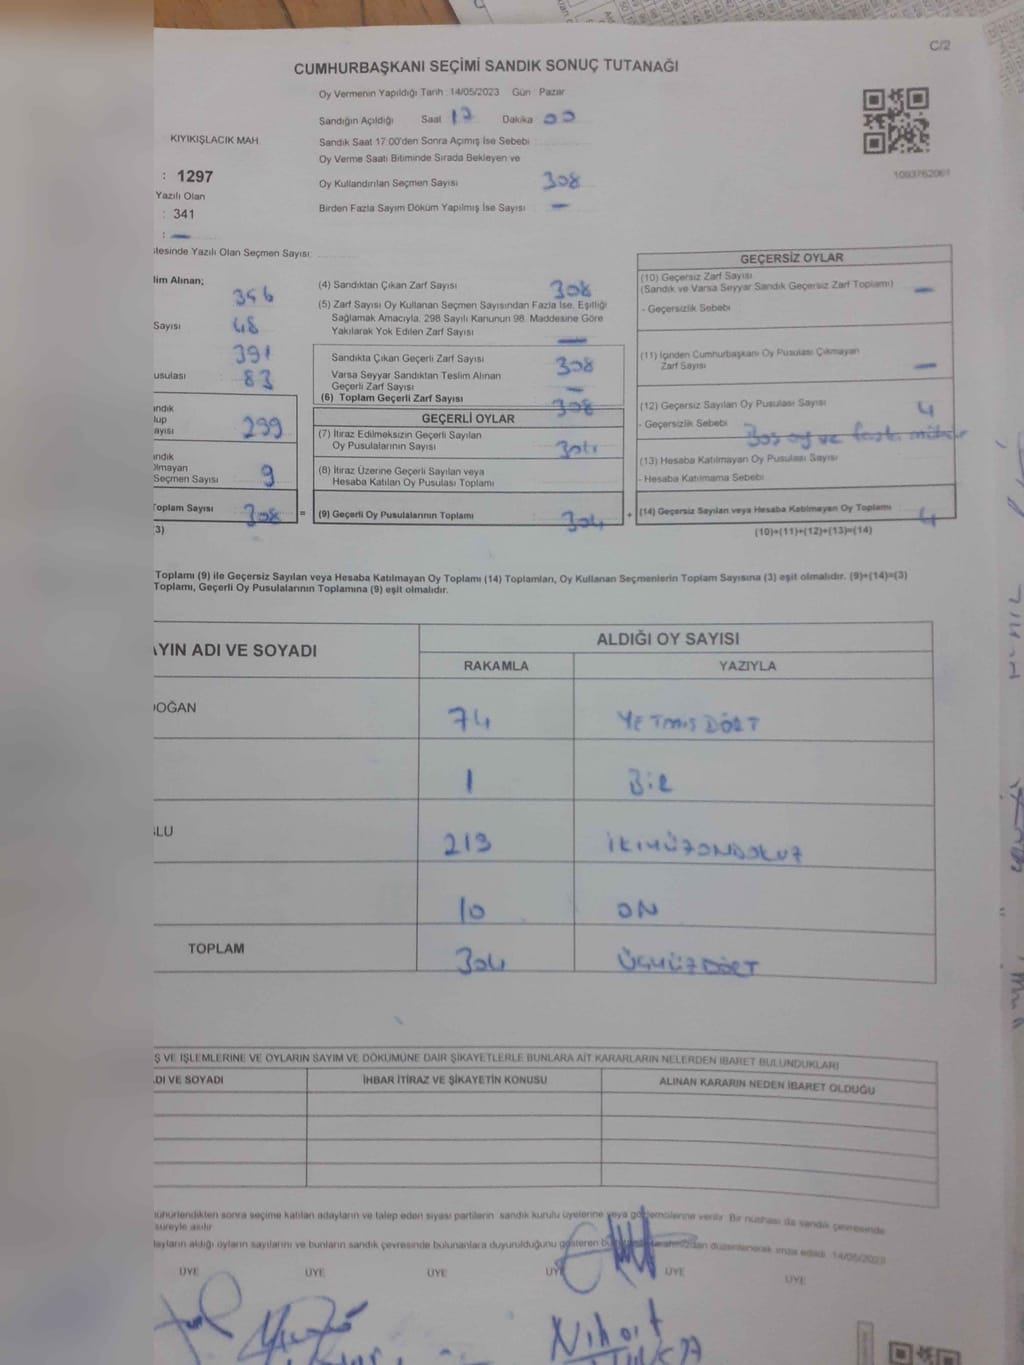 C/2
CUMHURBAŞKANI SEÇİMİ SANDIK SONUÇ TUTANAĞI
Oy Vermenin Yapıldığı Tarih : 14/05/2023 Gün : Pazar
Sandığın Açıldığı Saat 17 Dakika 00
KIYIKIŞLACIK MAH.
Sandık Saat 17:00'den Sonra Açılmış İse Sebebi
Oy Verme Saati Bitiminde Sırada Bekleyen ve
Oy Kullandırılan Seçmen Sayısı 308
1093762061
: 1297
Yazılı Olan
: 341
Birden Fazla Sayım Döküm Yapılmış İse Sayısı —
: —
Yazılı Olan Seçmen Sayısı:
GEÇERSİZ OYLAR
lim Alınan;
346
(4) Sandıktan Çıkan Zarf Sayısı 308
(10) Geçersiz Zarf Sayısı
(Sandık ve Varsa Seyyar Sandık Geçersiz Zarf Toplamı) —
- Geçersizlik Sebebi
Sayısı 48
(5) Zarf Sayısı Oy Kullanan Seçmen Sayısından Fazla İse, Eşitliği
Sağlamak Amacıyla, 298 Sayılı Kanunun 98. Maddesine Göre
Yakılarak Yok Edilen Zarf Sayısı —
391
usulası 83
Sandıkta Çıkan Geçerli Zarf Sayısı 308
Varsa Seyyar Sandıktan Teslim Alınan
Geçerli Zarf Sayısı —
(6) Toplam Geçerli Zarf Sayısı 308
(11) İçinden Cumhurbaşkanı Oy Pusulası Çıkmayan
Zarf Sayısı —
(12) Geçersiz Sayılan Oy Pusulası Sayısı 4
- Geçersizlik Sebebi Boş oy ve fazla mühür
andık
lup
ayısı 299
GEÇERLİ OYLAR
(7) İtiraz Edilmeksizin Geçerli Sayılan
Oy Pusulalarının Sayısı 304
(13) Hesaba Katılmayan Oy Pusulası Sayısı
- Hesaba Katılmama Sebebi
andık
olmayan
Seçmen Sayısı 9
(8) İtiraz Üzerine Geçerli Sayılan veya
Hesaba Katılan Oy Pusulası Toplamı
Toplam Sayısı 308 =
3)
(9) Geçerli Oy Pusulalarının Toplamı 304 +
(14) Geçersiz Sayılan veya Hesaba Katılmayan Oy Toplamı 4
(10)+(11)+(12)+(13)=(14)
Toplamı (9) ile Geçersiz Sayılan veya Hesaba Katılmayan Oy Toplamı (14) Toplamları, Oy Kullanan Seçmenlerin Toplam Sayısına (3) eşit olmalıdır. (9)+(14)=(3)
Toplamı, Geçerli Oy Pusulalarının Toplamına (9) eşit olmalıdır.
AYIN ADI VE SOYADI ALDIĞI OY SAYISI
RAKAMLA YAZIYLA
DOĞAN 74 YETMİŞ DÖRT
1 BİR
LU 219 İKİYÜZONDOKUZ
10 ON
TOPLAM 304 ÜÇYÜZDÖRT
Ş VE İŞLEMLERİNE VE OYLARIN SAYIM VE DÖKÜMÜNE DAİR ŞİKAYETLERLE BUNLARA AİT KARARLARIN NELERDEN İBARET BULUNDUKLARI
DI VE SOYADI İHBAR İTİRAZ VE ŞİKAYETİN KONUSU ALINAN KARARIN NEDEN İBARET OLDUĞU
mühürlendikten sonra seçime katılan adayların ve talep eden siyasi partilerin sandık kurulu üyelerine veya gözlemcilerine verilir. Bir nüshası da sandık çevresinde
süreyle asılır
ayların aldığı oyların sayılarını ve bunların sandık çevresinde bulunanlara duyurulduğunu gösteren düzenlenerek imza edildi. 14/05/2023
ÜYE ÜYE ÜYE ÜYE ÜYE ÜYE
Nihat